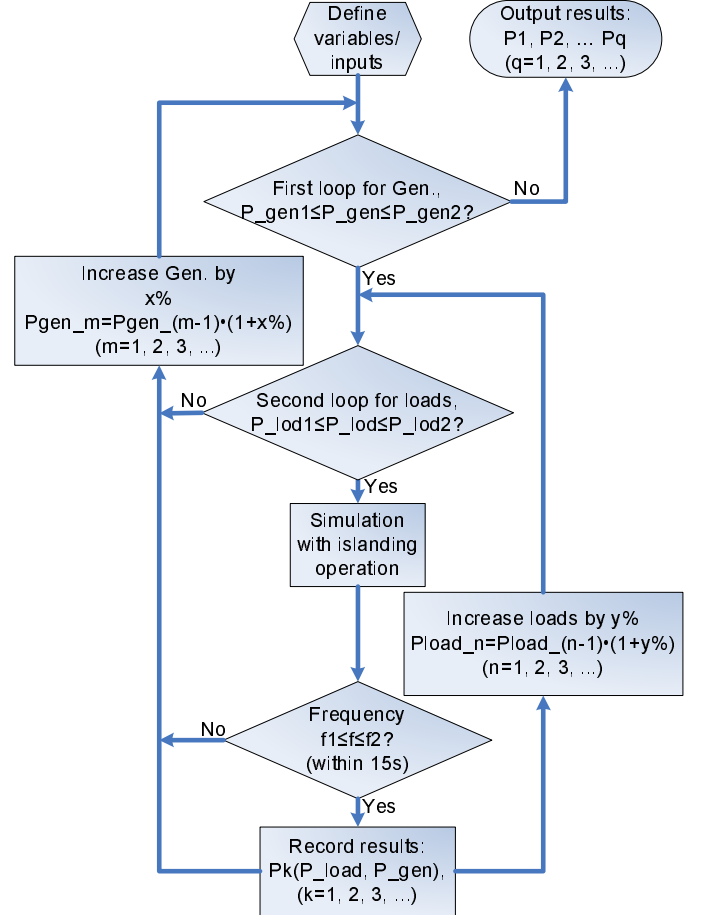 Define
variables/
inputs
Output results:
P1, P2, ... Pq
(q=1, 2, 3, ...)
First loop for Gen.,
P_gen1≤P_gen≤P_gen2?
No
Yes
Increase Gen. by
x%
Pgen_m=Pgen_(m-1)•(1+x%)
(m=1, 2, 3, ...)
Second loop for loads,
P_lod1≤P_lod≤P_lod2?
No
Yes
Simulation
with islanding
operation
Increase loads by y%
Pload_n=Pload_(n-1)•(1+y%)
(n=1, 2, 3, ...)
Frequency
f1≤f≤f2?
(within 15s)
No
Yes
Record results:
Pk(P_load, P_gen),
(k=1, 2, 3, ...)